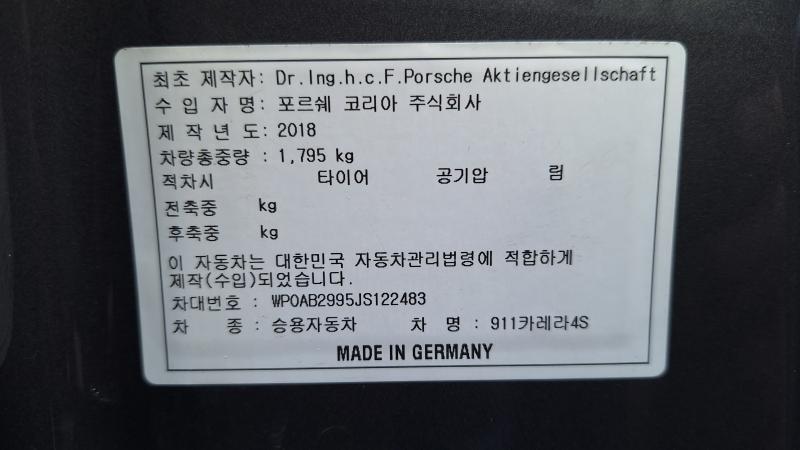 최초 제작자: Dr.Ing.h.c.F.Porsche Aktiengesellschaft
수 입 자 명: 포르쉐 코리아 주식회사
제 작 년 도: 2018
차량총중량 : 1,795 kg
적차시 타이어 공기압 림
전축중 kg
후축중 kg
이 자동차는 대한민국 자동차관리법령에 적합하게
제작(수입)되었습니다.
차대번호 : WP0AB2995JS122483
차 종 : 승용자동차 차 명 : 911카레라4S
MADE IN GERMANY